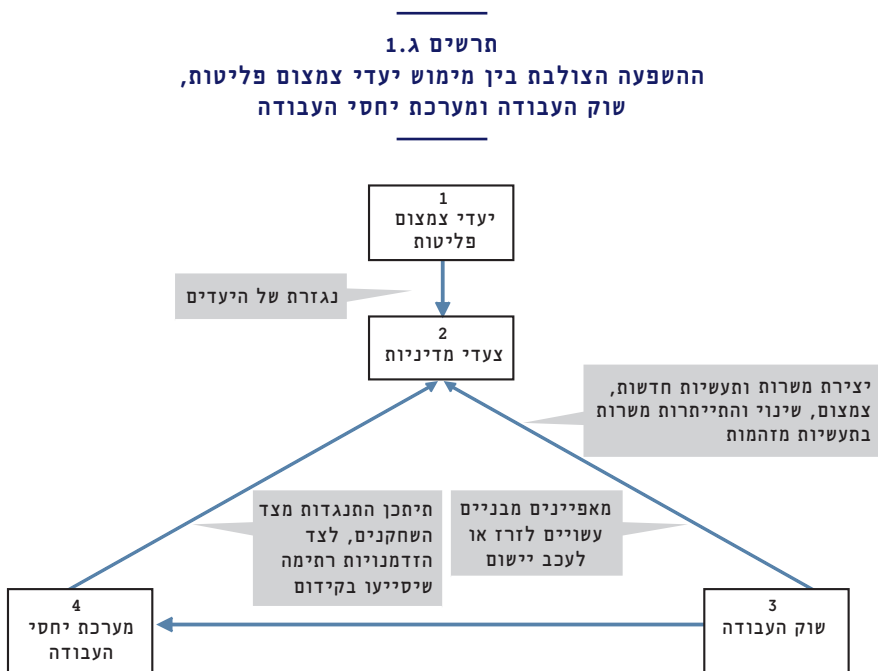 תרשים ג.1
ההשפעה הצולבת בין מימוש יעדי צמצום פליטות,
שוק העבודה ומערכת יחסי העבודה
1
יעדי צמצום
פליטות
נגזרת של היעדים
2
צעדי מדיניות
יצירת משרות ותעשיות חדשות,
צמצום, שינוי והתייתרות משרות
בתעשיות מזהמות
מאפיינים מבניים
עשויים לזרז או
לעכב יישום
תיתכן התנגדות מצד
השחקנים, לצד
הזדמנויות רתימה
שיסייעו בקידום
3
שוק העבודה
4
מערכת יחסי
העבודה